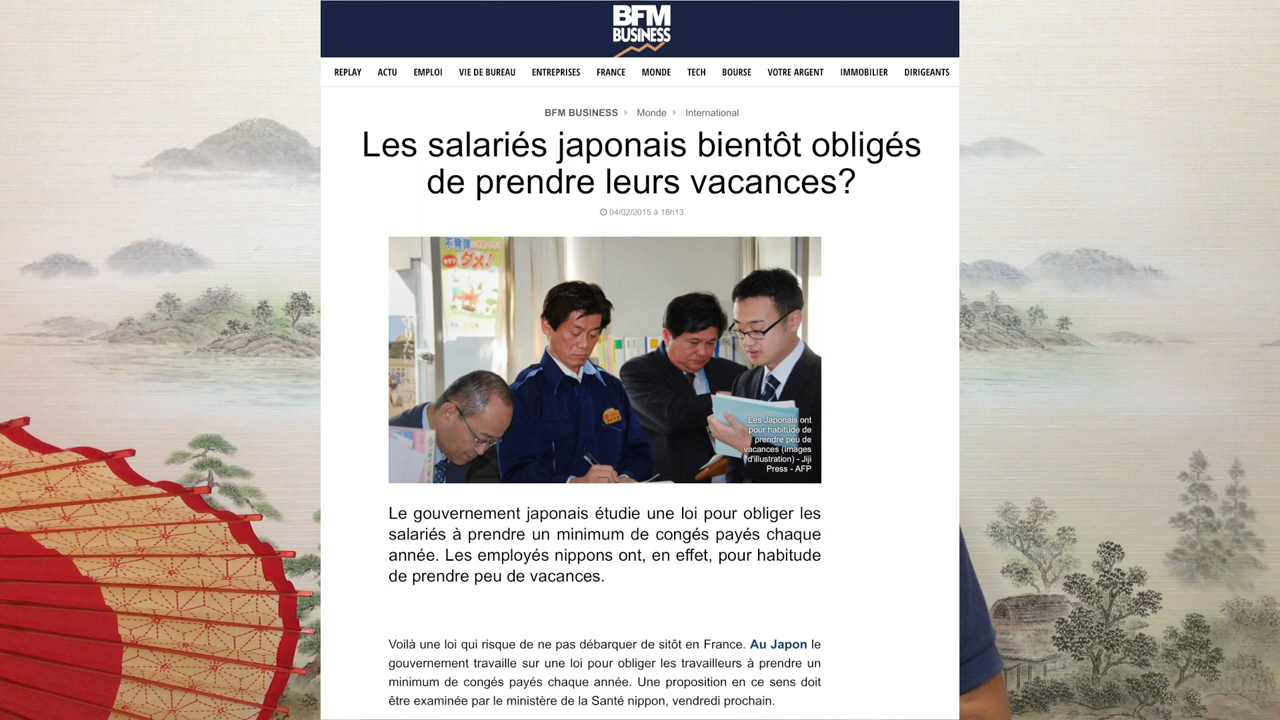 BFM
BUSINESS
REPLAY ACTU EMPLOI VIE DE BUREAU ENTREPRISES FRANCE MONDE TECH BOURSE VOTRE ARGENT IMMOBILIER DIRIGEANTS
BFM BUSINESS Monde International
Les salariés japonais bientôt obligés
de prendre leurs vacances?
04/02/2015 à 18h13
ダメ!
Les Japonais ont
pour habitude de
prendre peu de
vacances (images
d'illustration) - Jiji
Press - AFP
Le gouvernement japonais étudie une loi pour obliger les
salariés à prendre un minimum de congés payés chaque
année. Les employés nippons ont, en effet, pour habitude
de prendre peu de vacances.
Voilà une loi qui risque de ne pas débarquer de sitôt en France. Au Japon le
gouvernement travaille sur une loi pour obliger les travailleurs à prendre un
minimum de congés payés chaque année. Une proposition en ce sens doit
être examinée par le ministère de la Santé nippon, vendredi prochain.